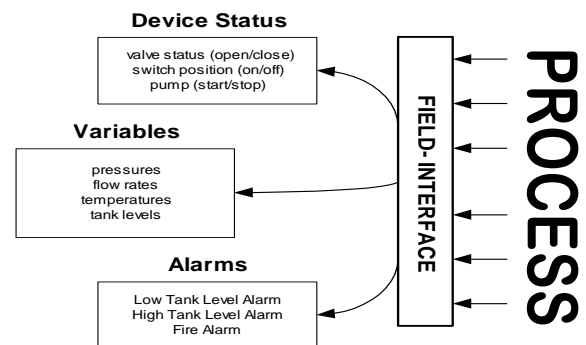 Device Status
valve status (open/close)
switch position (on/off)
pump (start/stop)
Variables
pressures
flow rates
temperatures
tank levels
Alarms
Low Tank Level Alarm
High Tank Level Alarm
Fire Alarm
FIELD- INTERFACE
PROCESS